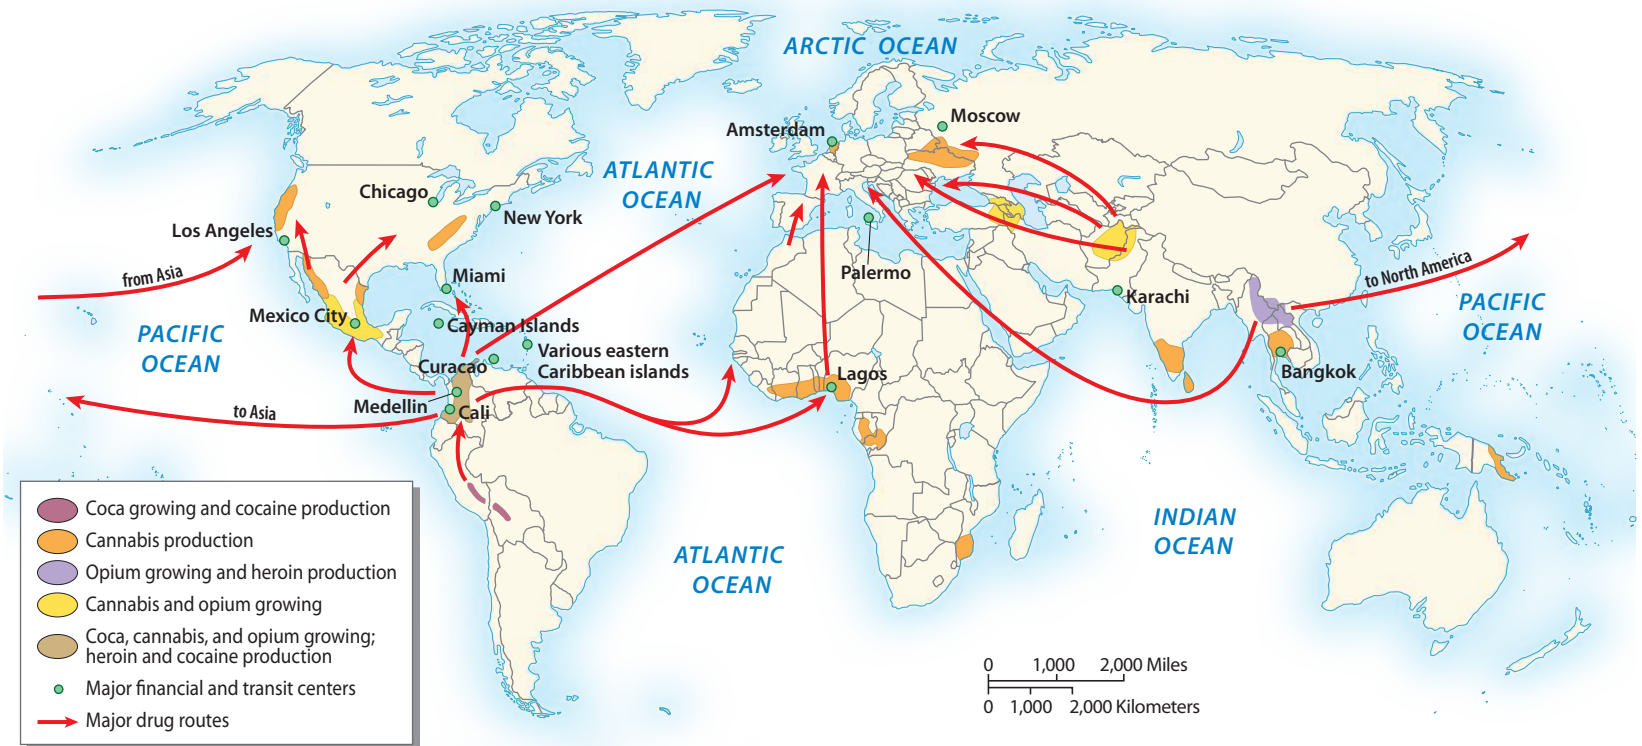 ARCTIC OCEAN
Moscow
Amsterdam
ATLANTIC
OCEAN
Chicago
New York
Los Angeles
from Asia
Miami
Palermo
Karachi
to North America
PACIFIC
OCEAN
Mexico City
Cayman Islands
PACIFIC
OCEAN
Various eastern
Caribbean islands
Curacao
Lagos
Bangkok
Medellin
Cali
to Asia
ATLANTIC
OCEAN
INDIAN
OCEAN
Coca growing and cocaine production
Cannabis production
Opium growing and heroin production
Cannabis and opium growing
Coca, cannabis, and opium growing;
heroin and cocaine production
Major financial and transit centers
Major drug routes
0 1,000 2,000 Miles
0 1,000 2,000 Kilometers